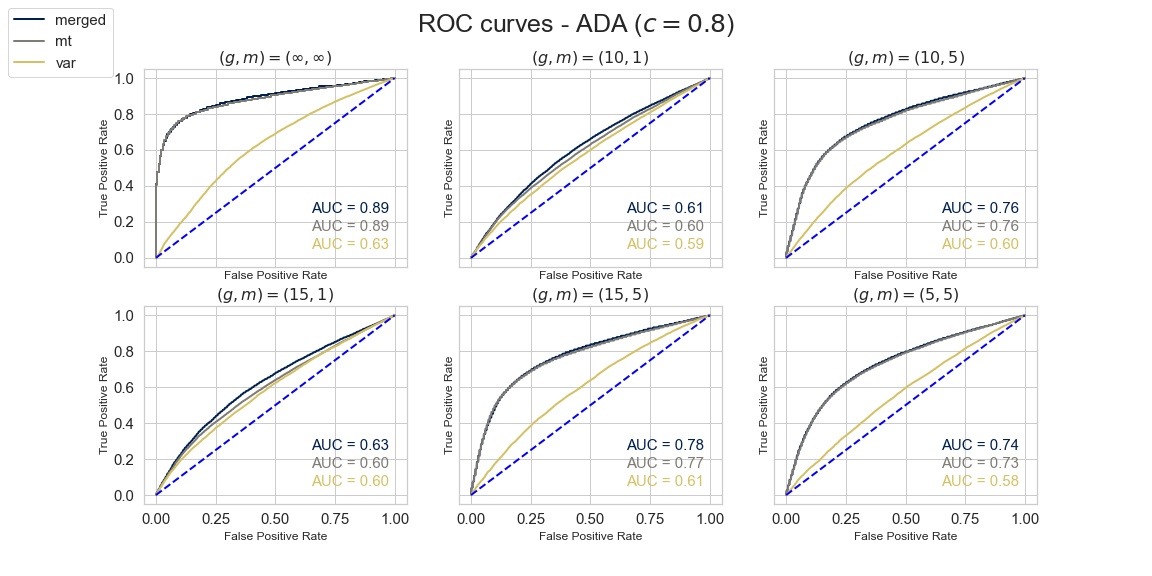 merged
mt
var
ROC curves - ADA (c = 0.8)
(g, m) = (∞, ∞)
1.0
0.8
0.6
0.4
0.2
0.0
True Positive Rate
AUC = 0.89
AUC = 0.89
AUC = 0.63
False Positive Rate
(g, m) = (10, 1)
True Positive Rate
AUC = 0.61
AUC = 0.60
AUC = 0.59
False Positive Rate
(g, m) = (10, 5)
True Positive Rate
AUC = 0.76
AUC = 0.76
AUC = 0.60
False Positive Rate
(g, m) = (15, 1)
1.0
0.8
0.6
0.4
0.2
0.0
True Positive Rate
AUC = 0.63
AUC = 0.60
AUC = 0.60
0.00 0.25 0.50 0.75 1.00
False Positive Rate
(g, m) = (15, 5)
True Positive Rate
AUC = 0.78
AUC = 0.77
AUC = 0.61
0.00 0.25 0.50 0.75 1.00
False Positive Rate
(g, m) = (5, 5)
True Positive Rate
AUC = 0.74
AUC = 0.73
AUC = 0.58
0.00 0.25 0.50 0.75 1.00
False Positive Rate